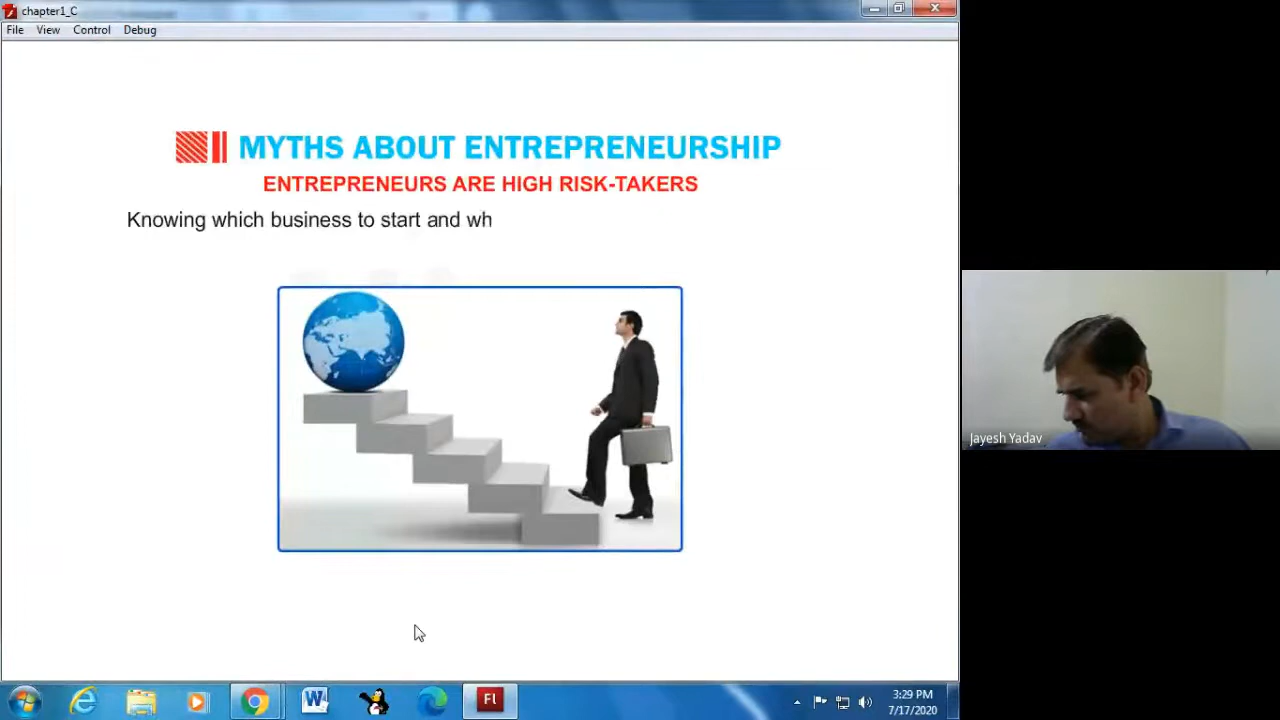 chapter1_C
File View Control Debug
MYTHS ABOUT ENTREPRENEURSHIP
ENTREPRENEURS ARE HIGH RISK-TAKERS
Knowing which business to start and wh
Jayesh Yadav
W
Fl
3:29 PM
7/17/2020